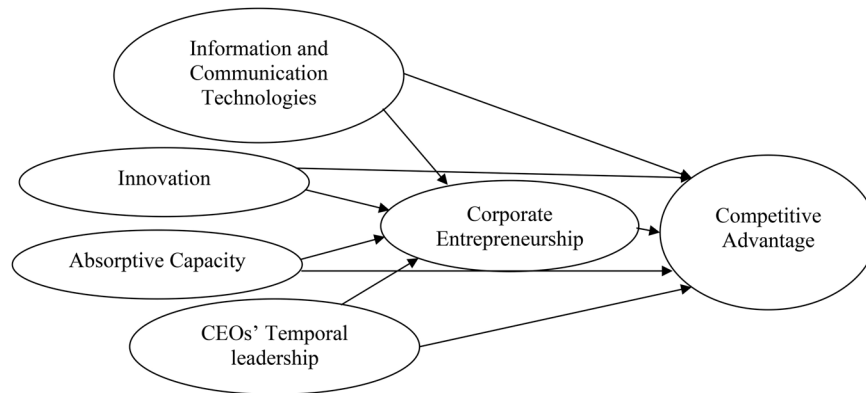 Information and
Communication
Technologies
Innovation
Corporate
Entrepreneurship
Competitive
Advantage
Absorptive Capacity
CEOs’ Temporal
leadership